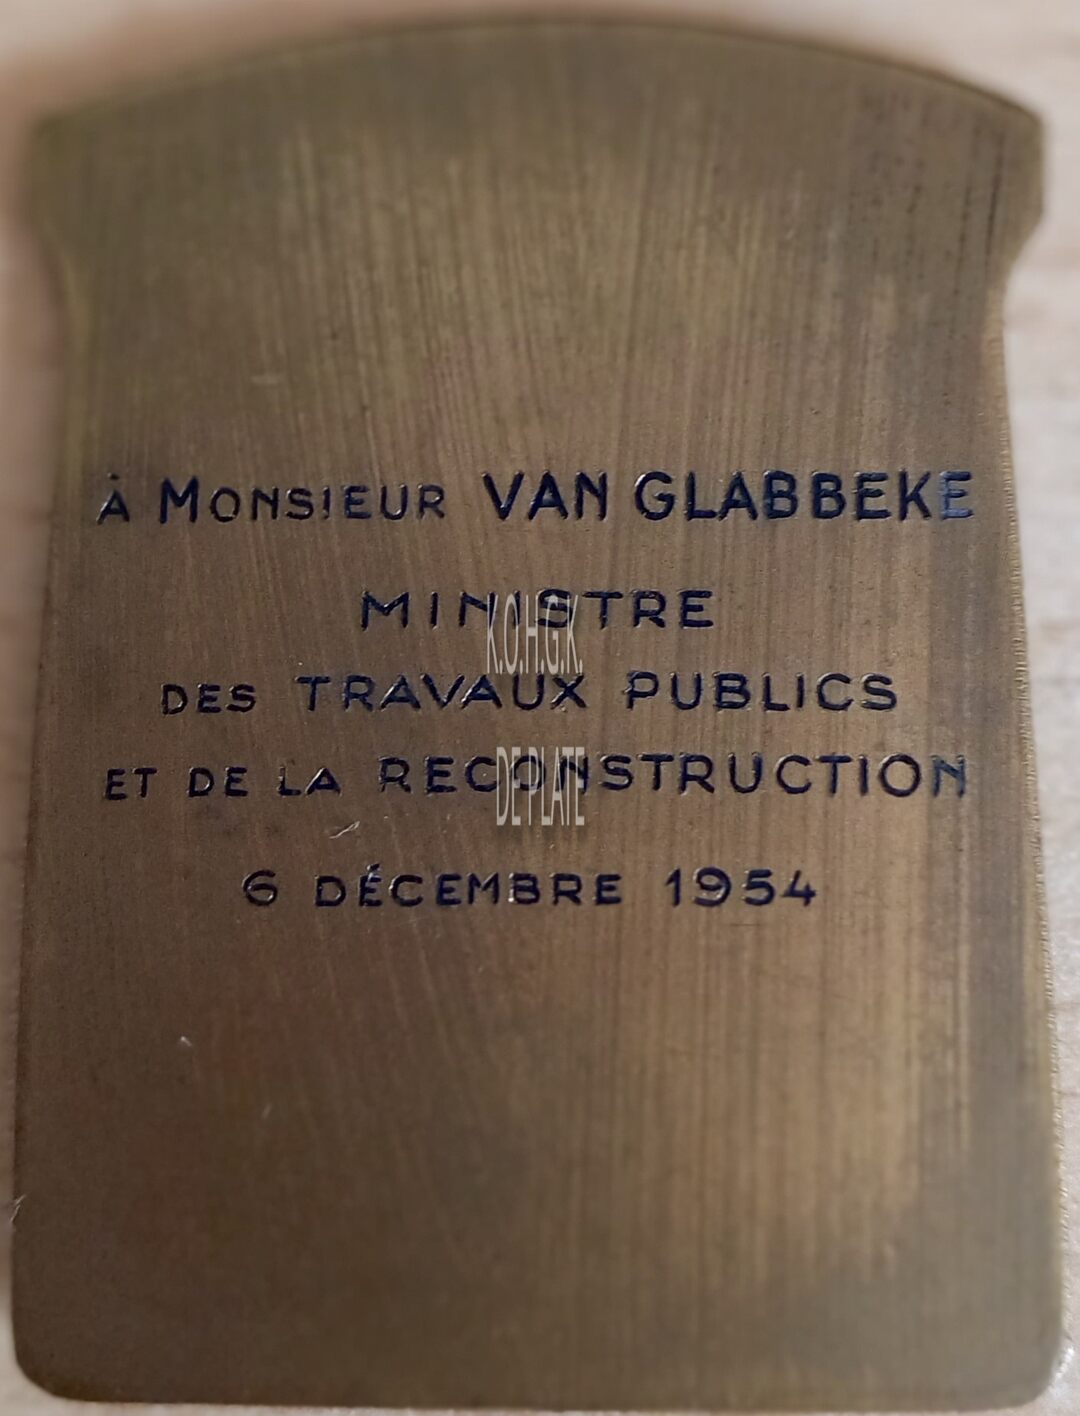 À MONSIEUR VAN GLABBEKE
MINISTRE
K.O.H.G.K.
DES TRAVAUX PUBLICS
DE PLATE
ET DE LA RECONSTRUCTION
6 DÉCEMBRE 1954